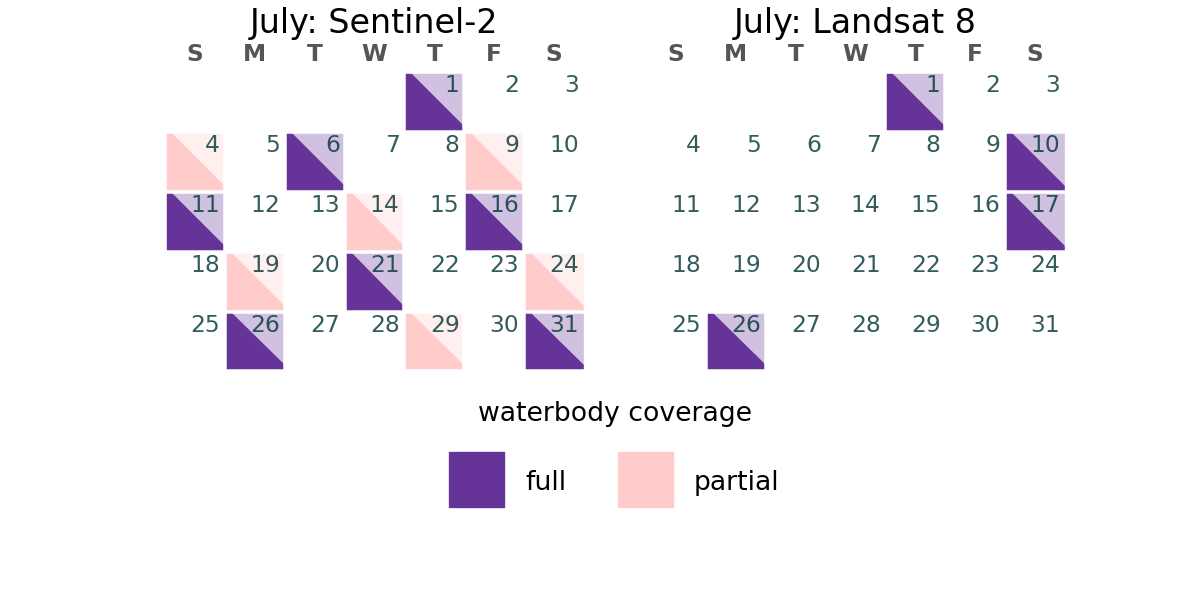 July: Sentinel-2
S M T W T F S
1 2 3
4 5 6 7 8 9 10
11 12 13 14 15 16 17
18 19 20 21 22 23 24
25 26 27 28 29 30 31
July: Landsat 8
S M T W T F S
1 2 3
4 5 6 7 8 9 10
11 12 13 14 15 16 17
18 19 20 21 22 23 24
25 26 27 28 29 30 31
waterbody coverage
full partial